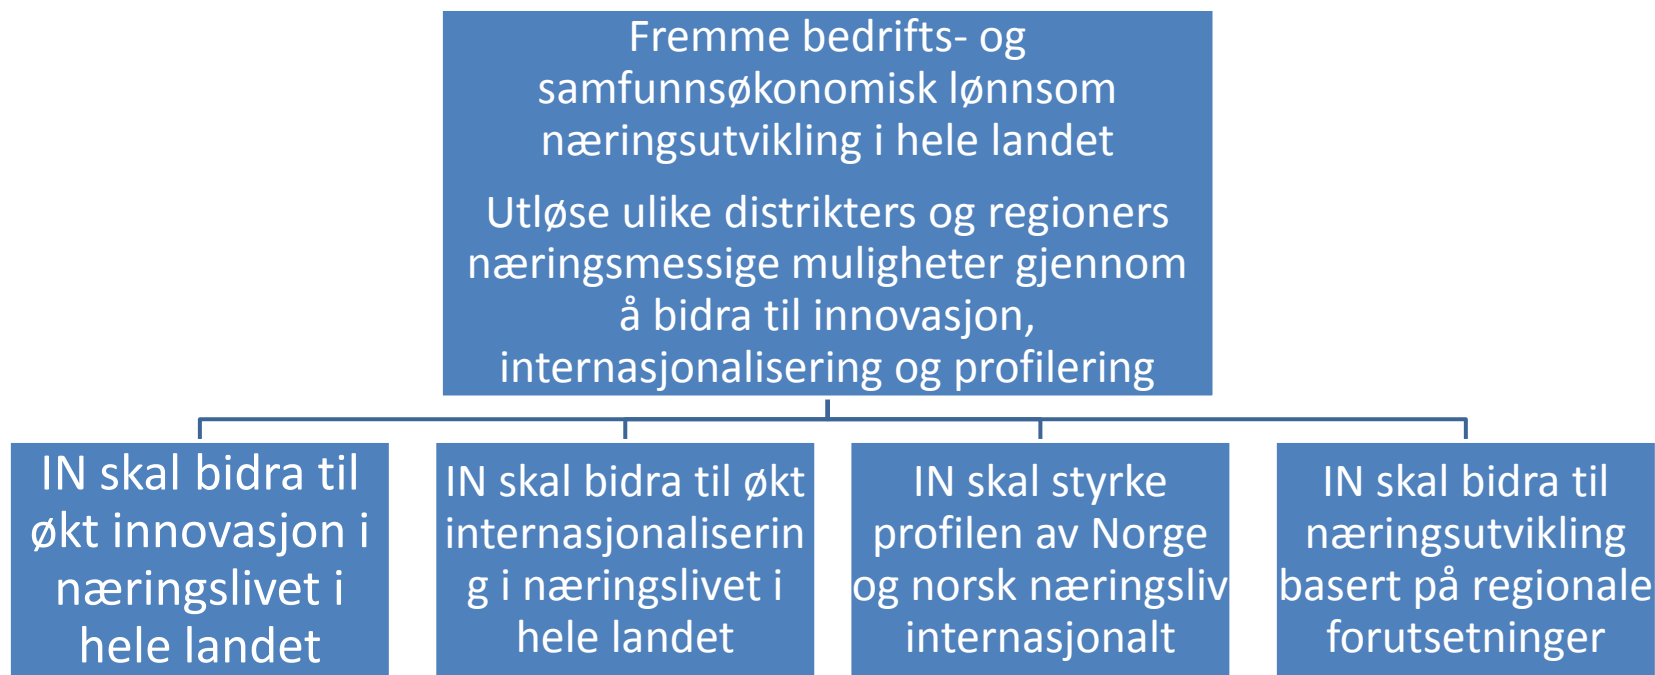 Fremme bedrifts- og
samfunnsøkonomisk lønnsom
næringsutvikling i hele landet
Utløse ulike distrikters og regioners
næringsmessige muligheter gjennom
å bidra til innovasjon,
internasjonalisering og profilering
IN skal bidra til
økt innovasjon i
næringslivet i
hele landet
IN skal bidra til økt
internasjonaliserin
g i næringslivet i
hele landet
IN skal styrke
profilen av Norge
og norsk næringsliv
internasjonalt
IN skal bidra til
næringsutvikling
basert på regionale
forutsetninger